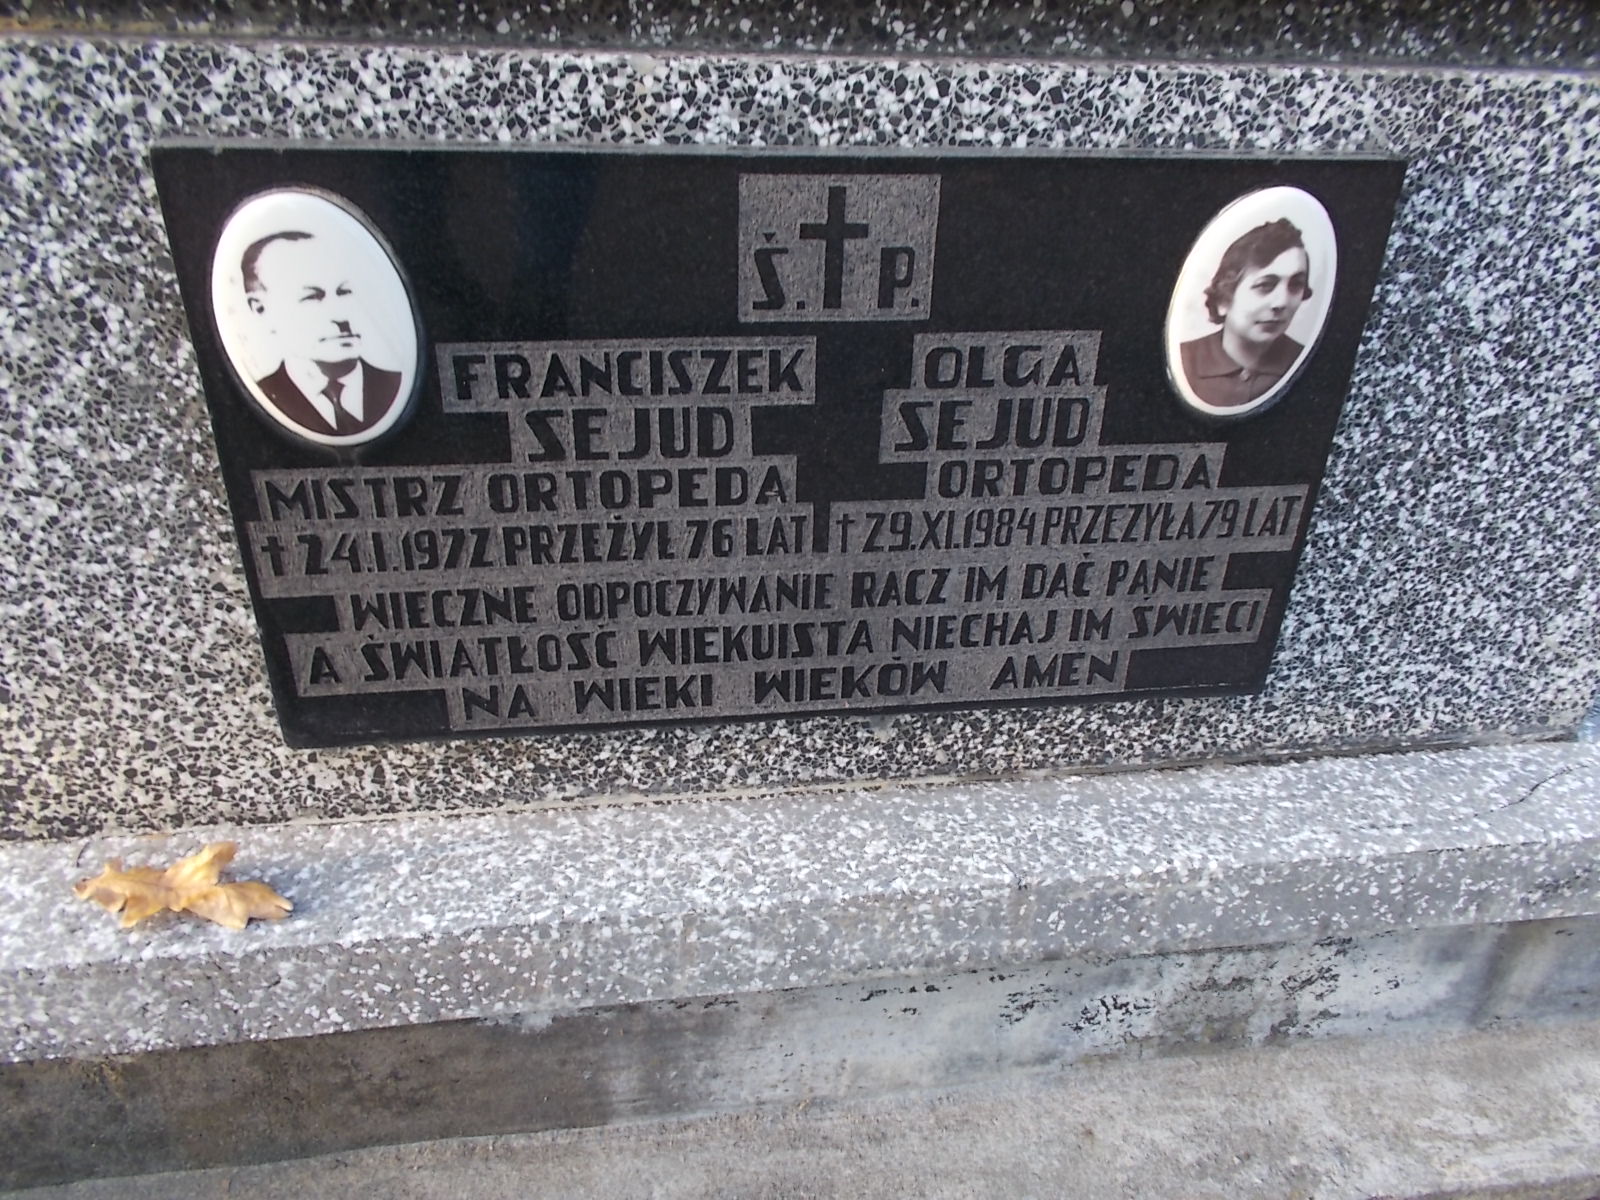 Ś. † P.
FRANCISZEK
SEJUD
MISTRZ ORTOPEDA
† 24.I.1972 PRZEŻYŁ 76 LAT
OLGA
SEJUD
ORTOPEDA
† 29.XI.1984 PRZEŻYŁA 79 LAT
WIECZNE ODPOCZYWANIE RACZ IM DAĆ PANIE
A ŚWIATŁOŚĆ WIEKUISTA NIECHAJ IM ŚWIECI
NA WIEKI WIEKÓW AMEN